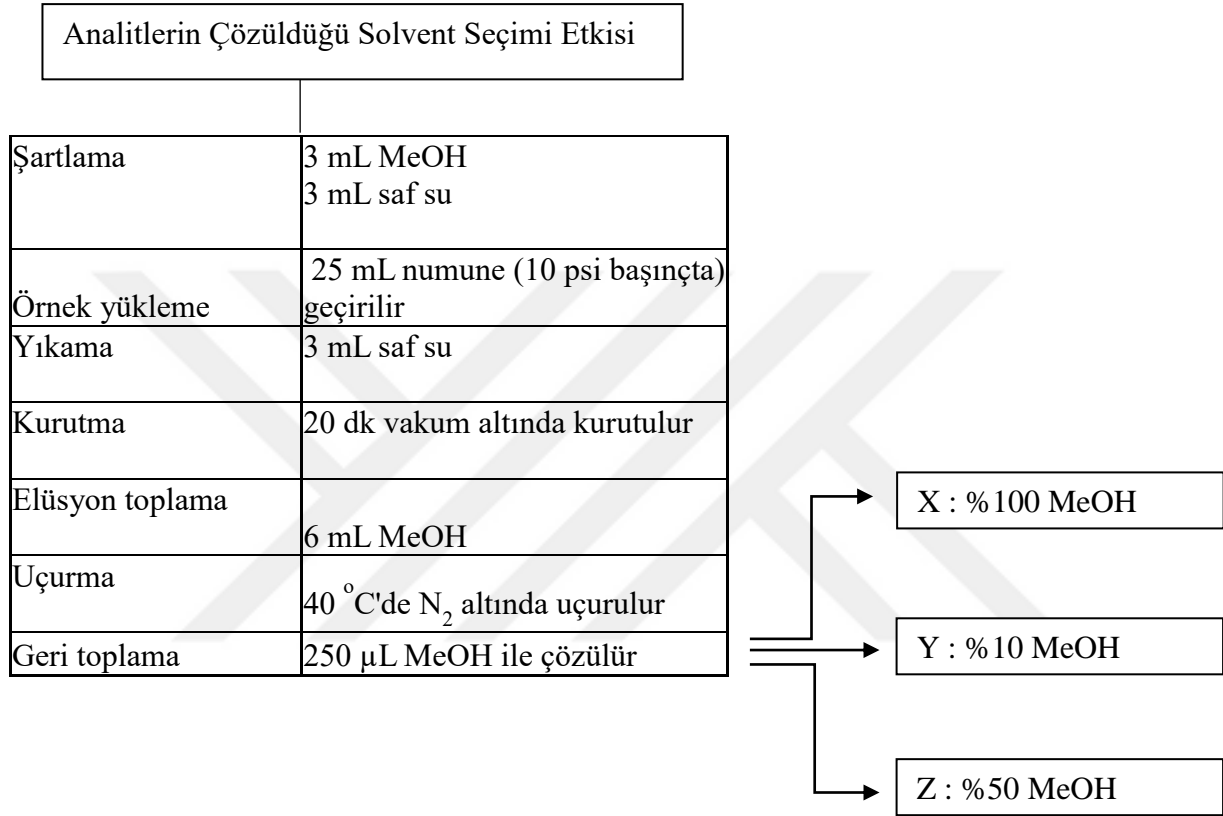 Analitlerin Çözüldüğü Solvent Seçimi Etkisi
Şartlama
3 mL MeOH
3 mL saf su
Örnek yükleme
25 mL numune (10 psi başınçta)
geçirilir
Yıkama
3 mL saf su
Kurutma
20 dk vakum altında kurutulur
Elüsyon toplama
6 mL MeOH
Uçurma
40 °C'de N₂ altında uçurulur
Geri toplama
250 µL MeOH ile çözülür
X : %100 MeOH
Y : %10 MeOH
Z : %50 MeOH